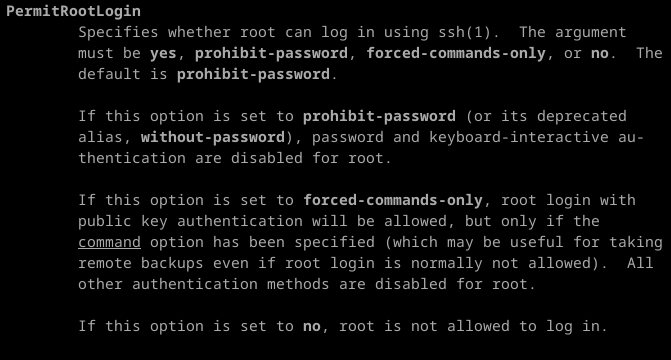 PermitRootLogin
Specifies whether root can log in using ssh(1).  The argument
must be yes, prohibit-password, forced-commands-only, or no.  The
default is prohibit-password.
If this option is set to prohibit-password (or its deprecated
alias, without-password), password and keyboard-interactive au-
thentication are disabled for root.
If this option is set to forced-commands-only, root login with
public key authentication will be allowed, but only if the
command option has been specified (which may be useful for taking
remote backups even if root login is normally not allowed).  All
other authentication methods are disabled for root.
If this option is set to no, root is not allowed to log in.